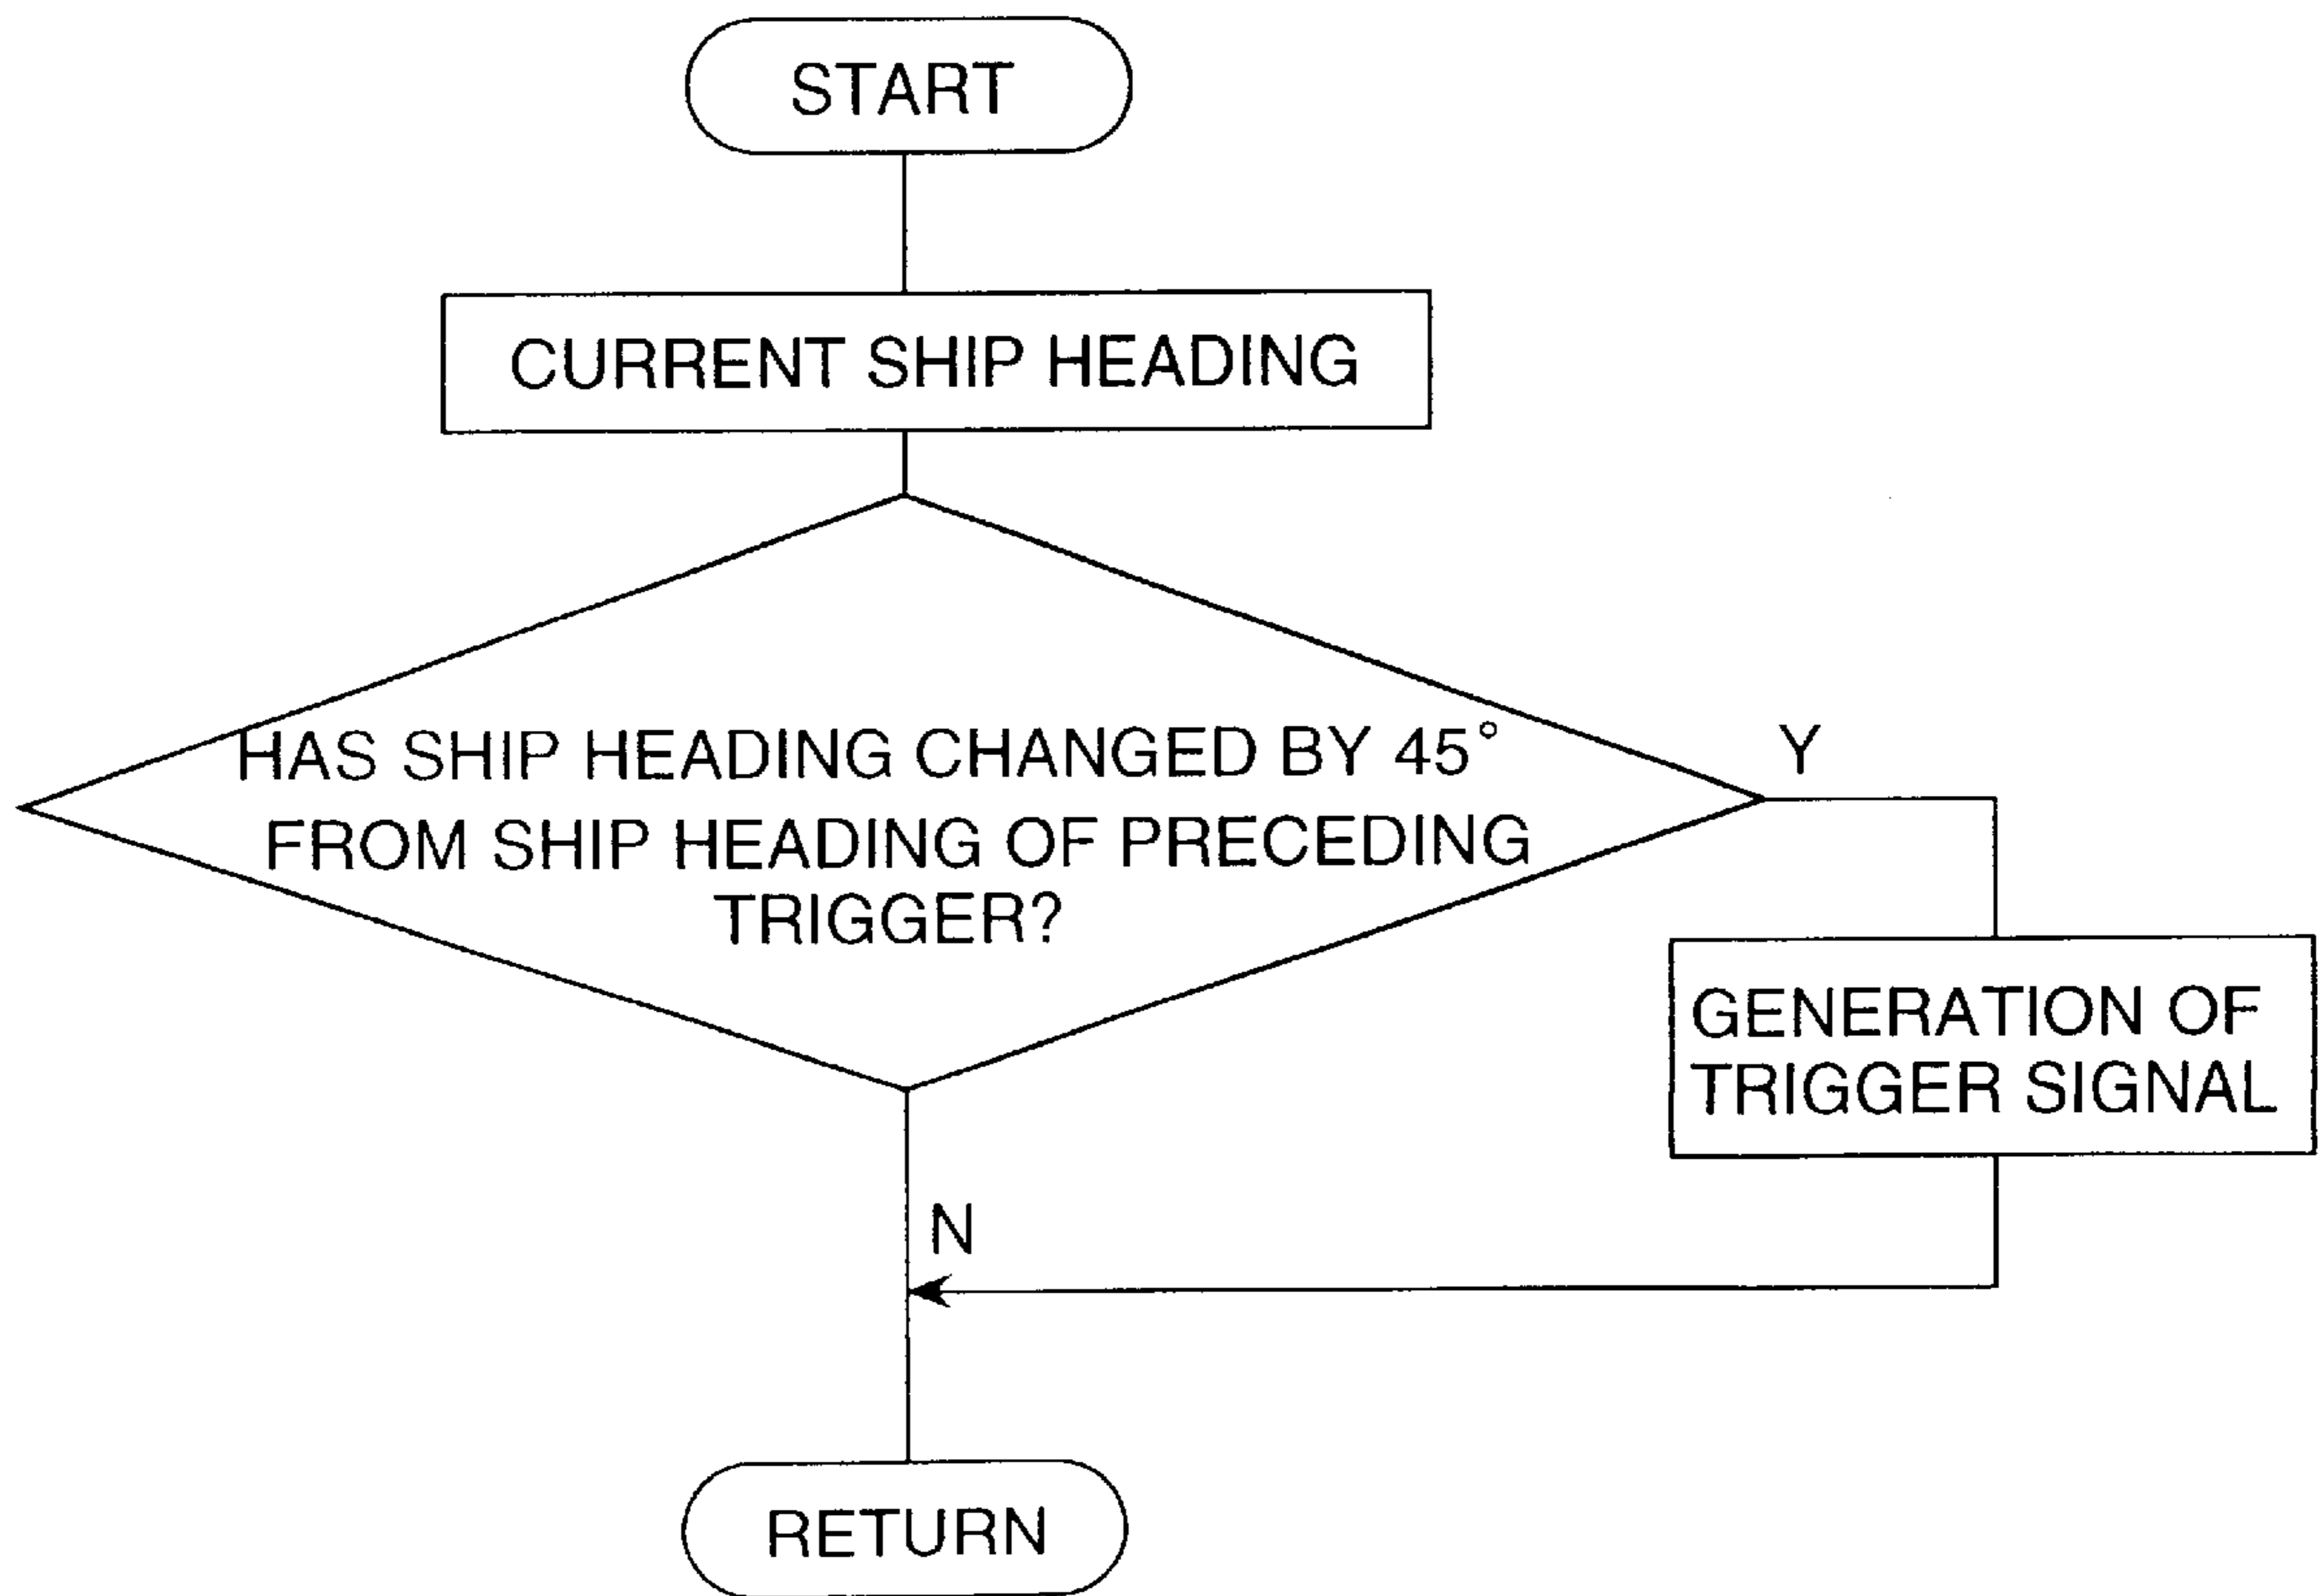 START
CURRENT SHIP HEADING
HAS SHIP HEADING CHANGED BY 45°
FROM SHIP HEADING OF PRECEDING
TRIGGER?
Y
GENERATION OF
TRIGGER SIGNAL
N
RETURN